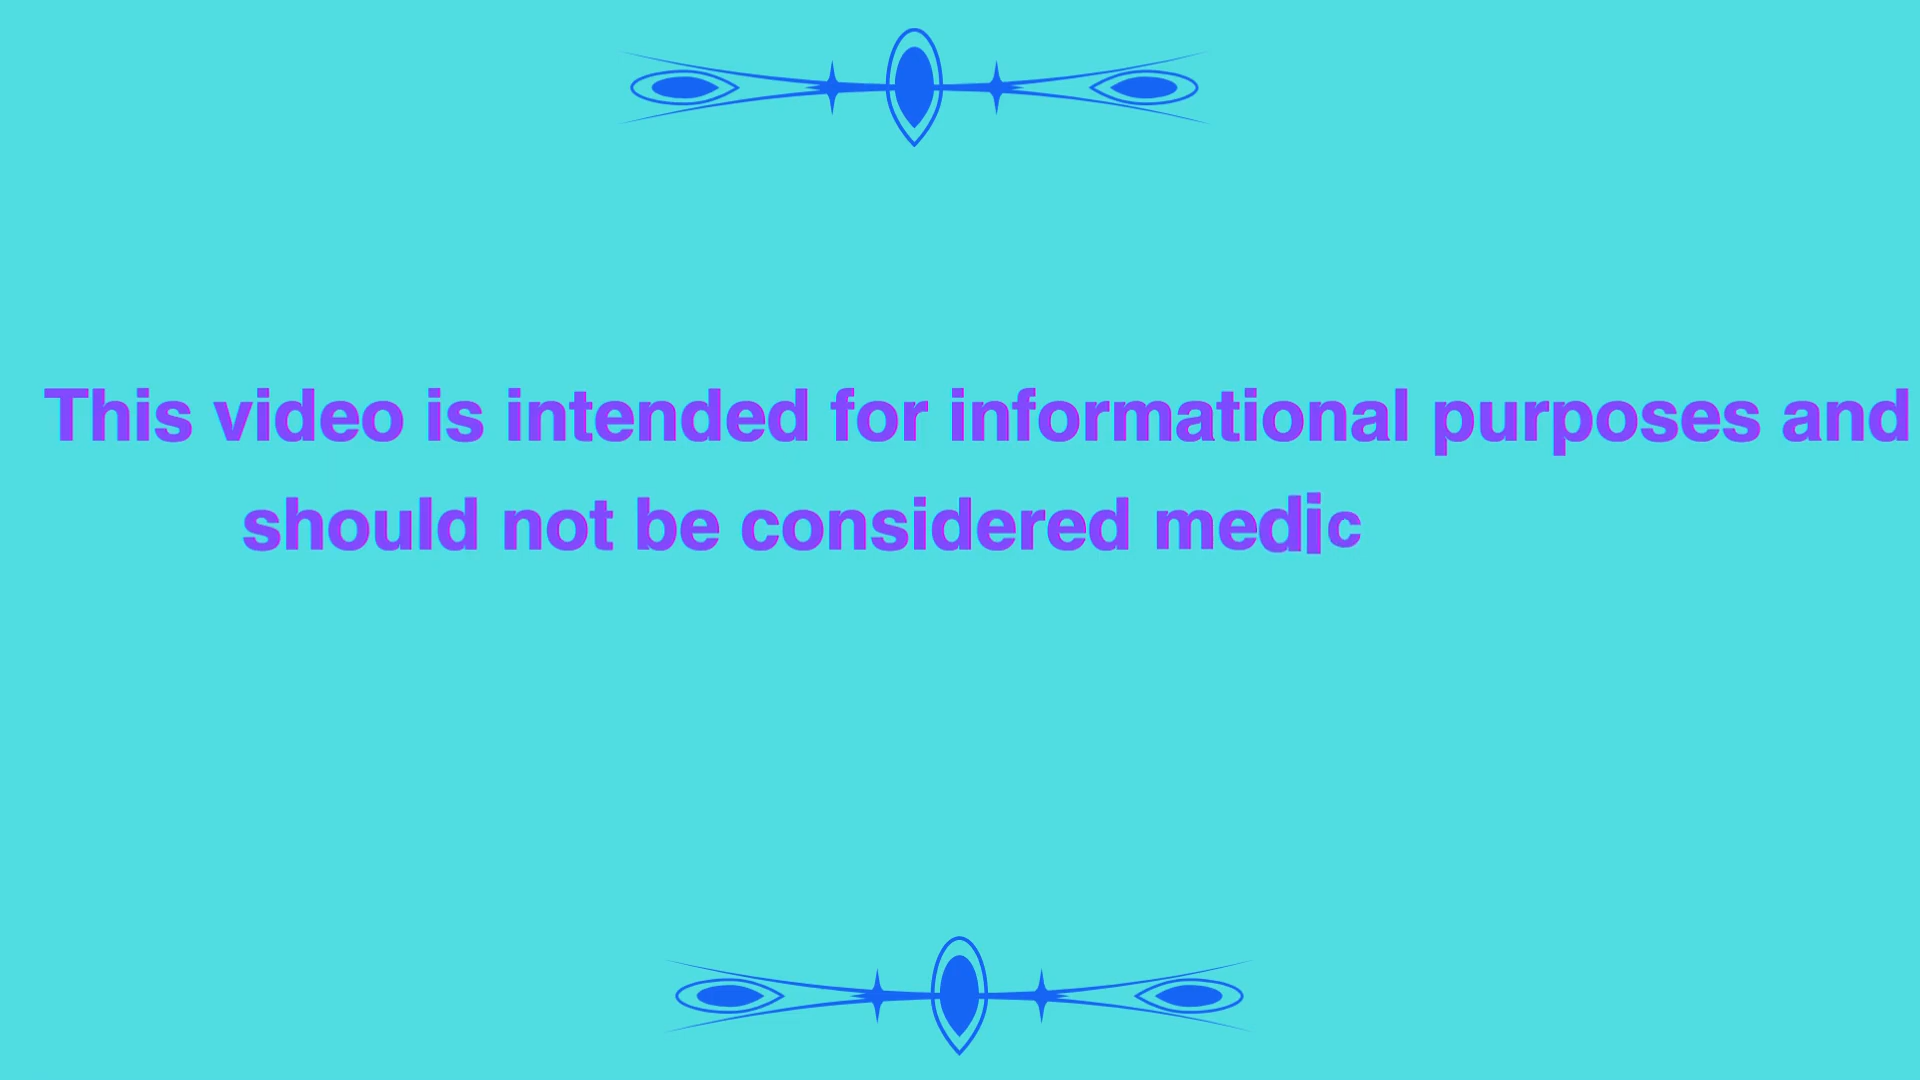 This video is intended for informational purposes and
should not be considered medic